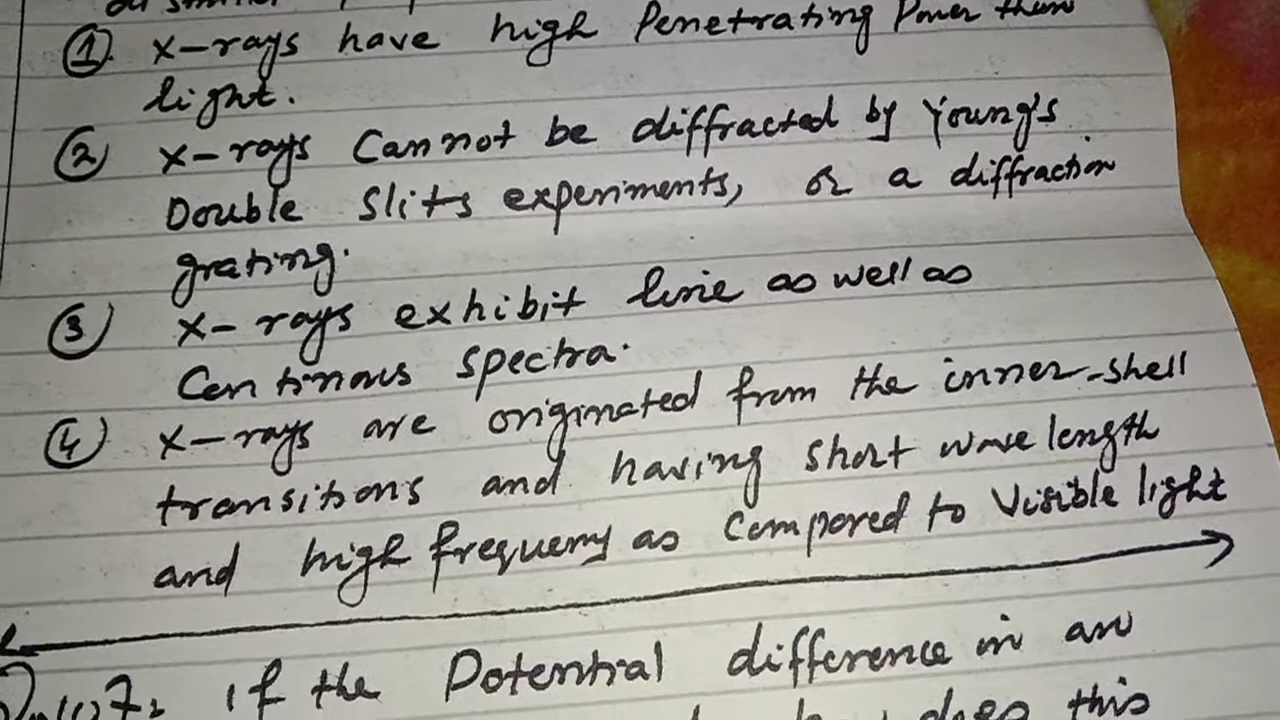 ① X-rays have high Penetrating Power than
light.
② X-rays Cannot be diffracted by Young's
Double Slits experiments, or a diffraction
grating.
③ X-rays exhibit line as well as
Continous spectra.
④ X-rays are originated from the inner-shell
transitions and having short wave length
and high frequency as Compared to Visible light
if the Potential difference in an
does this